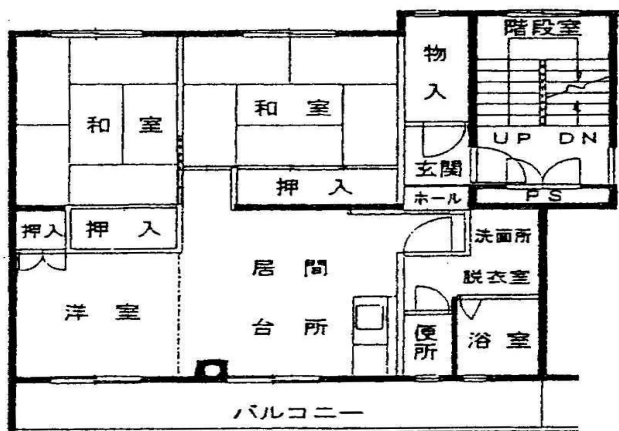 階段室
物入
和室
和室
UP DN
玄関
押入
ホール
PS
押入
押入
洗面所
脱衣室
居間
台所
洋室
便所
浴室
バルコニー